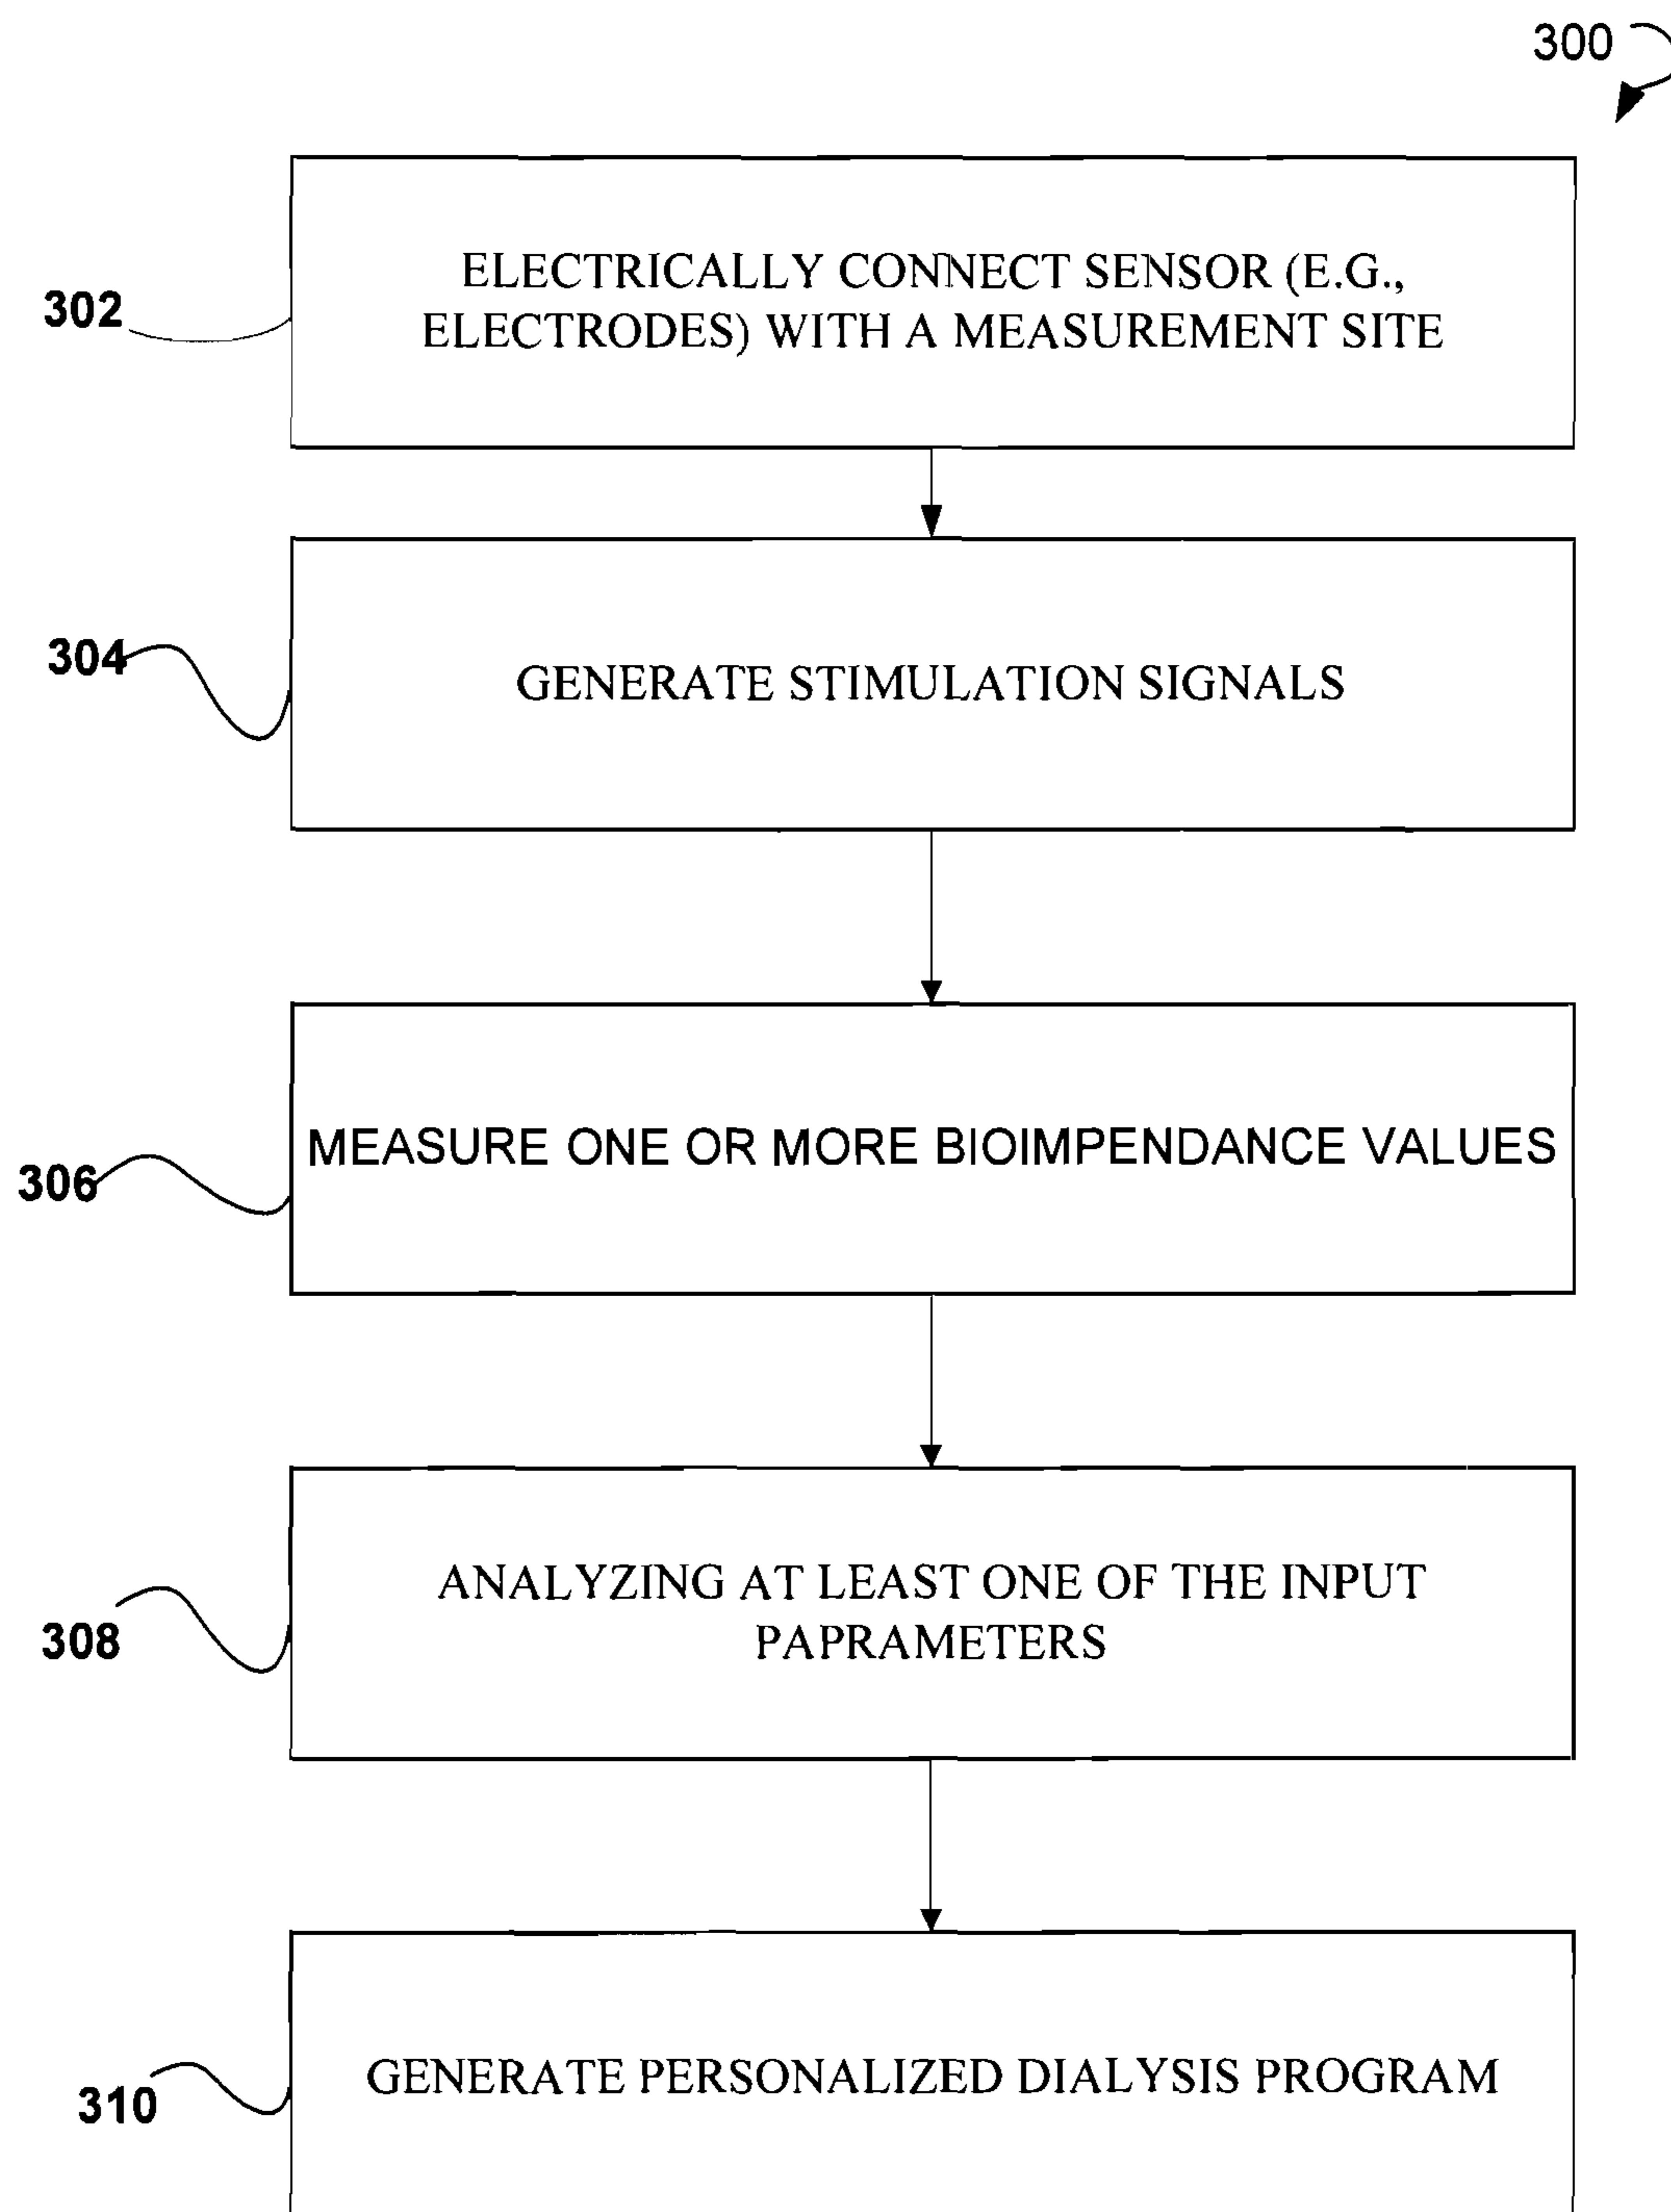 300
302
ELECTRICALLY CONNECT SENSOR (E.G.,
ELECTRODES) WITH A MEASUREMENT SITE
304
GENERATE STIMULATION SIGNALS
306
MEASURE ONE OR MORE BIOIMPENDANCE VALUES
308
ANALYZING AT LEAST ONE OF THE INPUT
PAPRAMETERS
310
GENERATE PERSONALIZED DIALYSIS PROGRAM